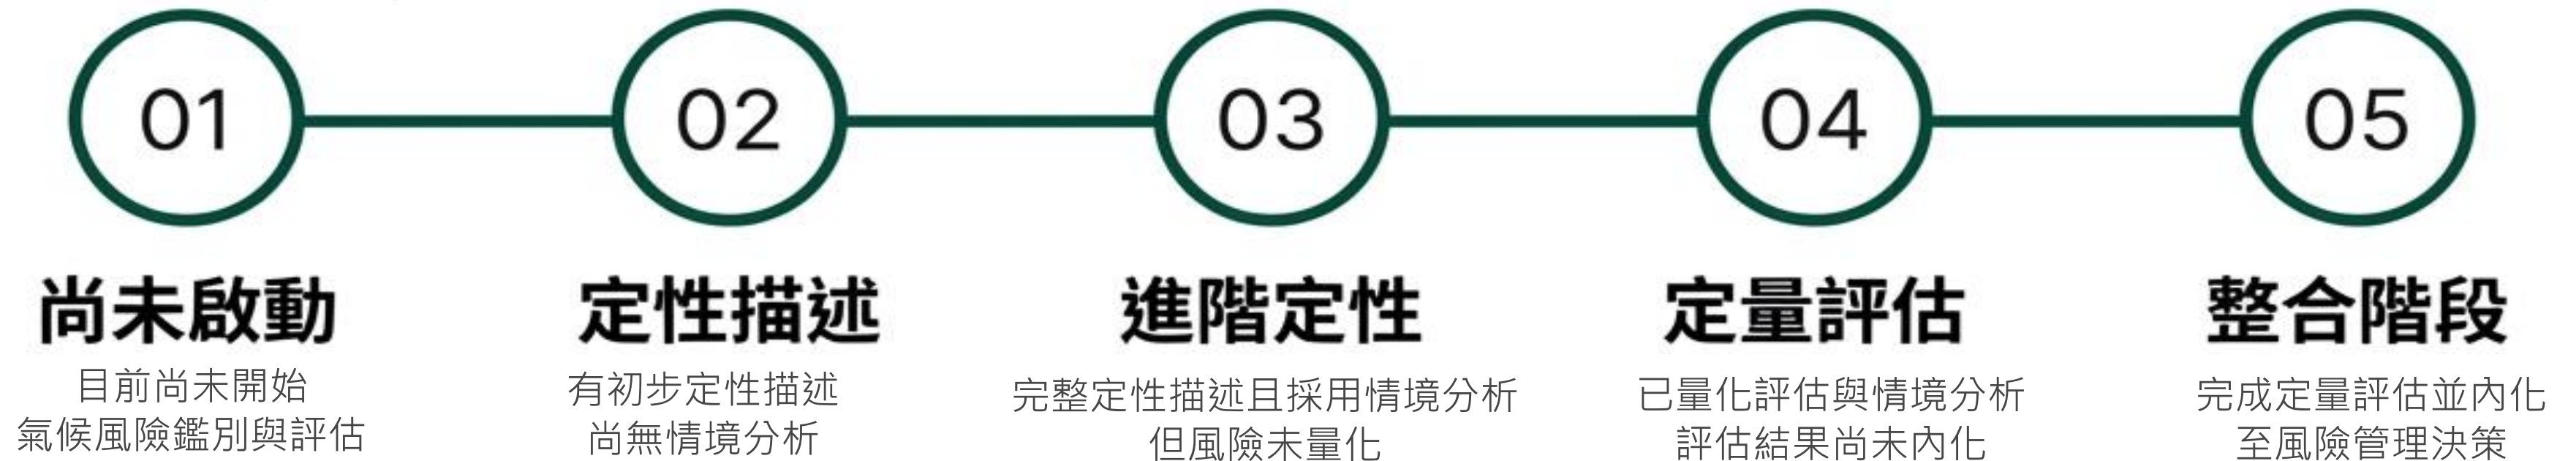 01
02
03
04
05
尚未啟動
目前尚未開始
氣候風險鑑別與評估
定性描述
有初步定性描述
尚無情境分析
進階定性
完整定性描述且採用情境分析
但風險未量化
定量評估
已量化評估與情境分析
評估結果尚未內化
整合階段
完成定量評估並內化
至風險管理決策